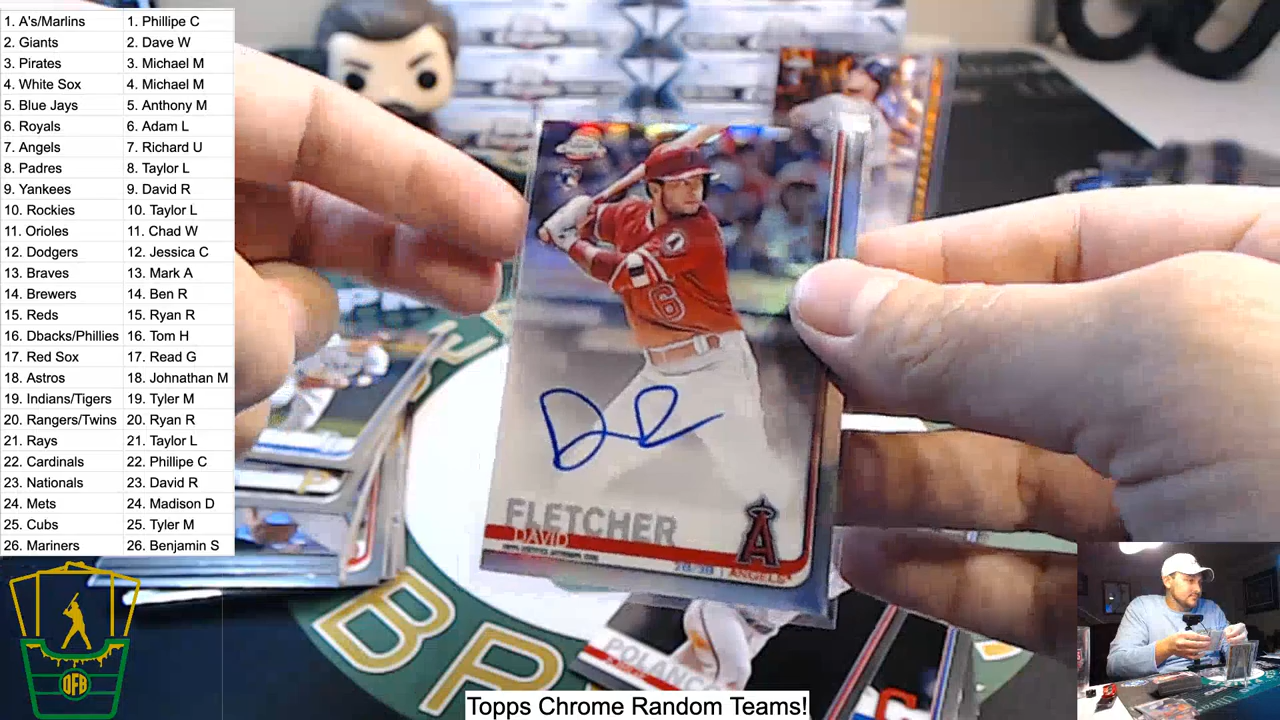 1. A's/Marlins 1. Phillipe C
2. Giants 2. Dave W
3. Pirates 3. Michael M
4. White Sox 4. Michael M
5. Blue Jays 5. Anthony M
6. Royals 6. Adam L
7. Angels 7. Richard U
8. Padres 8. Taylor L
9. Yankees 9. David R
10. Rockies 10. Taylor L
11. Orioles 11. Chad W
12. Dodgers 12. Jessica C
13. Braves 13. Mark A
14. Brewers 14. Ben R
15. Reds 15. Ryan R
16. Dbacks/Phillies 16. Tom H
17. Red Sox 17. Read G
18. Astros 18. Johnathan M
19. Indians/Tigers 19. Tyler M
20. Rangers/Twins 20. Ryan R
21. Rays 21. Taylor L
22. Cardinals 22. Phillipe C
23. Nationals 23. David R
24. Mets 24. Madison D
25. Cubs 25. Tyler M
26. Mariners 26. Benjamin S
6
FLETCHER
DAVID
A
ANGELS
POLANCO
BP
OFB
Topps Chrome Random Teams!